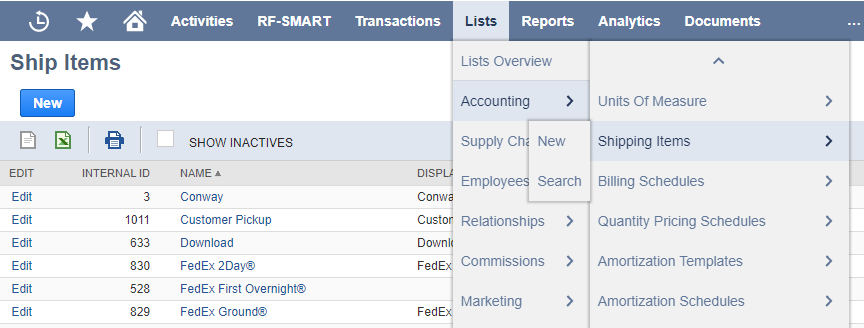 Activities RF-SMART Transactions Lists Reports Analytics Documents ...
Ship Items
New
SHOW INACTIVES
EDIT INTERNAL ID NAME DISPLA
Edit 3 Conway Conwa
Edit 1011 Customer Pickup Custon
Edit 633 Download Downlo
Edit 830 FedEx 2Day® FedEx
Edit 528 FedEx First Overnight®
Edit 829 FedEx Ground® FedEx
Lists Overview
Accounting
Supply Cha
Employees
Relationships
Commissions
Marketing
New
Search
Units Of Measure
Shipping Items
Billing Schedules
Quantity Pricing Schedules
Amortization Templates
Amortization Schedules